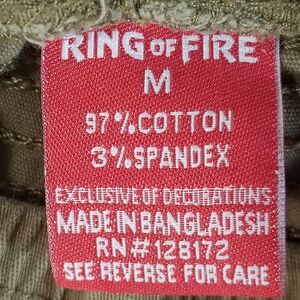 RING OF FIRE
M
97% COTTON
3% SPANDEX
EXCLUSIVE OF DECORATIONS
MADE IN BANGLADESH
RN# 128172
SEE REVERSE FOR CARE